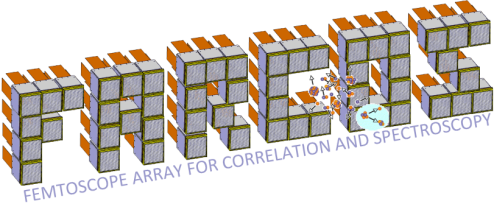 FARCOS
FEMTOSCOPE ARRAY FOR CORRELATION AND SPECTROSCOPY